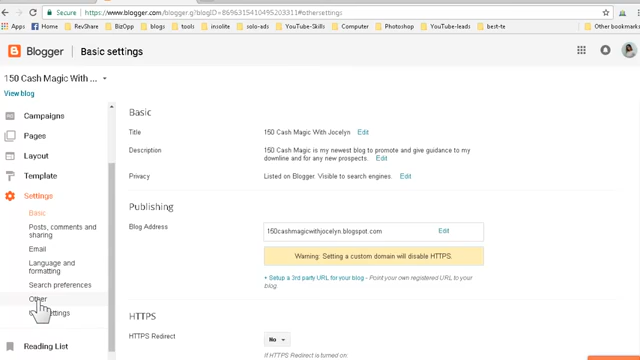 Secure https://www.blogger.com/blogger.g?blogID=8696315410495203311#othersettings
Apps Home RevShare BizOpp blogs insolite solo-ads YouTube-Skills Computer Photoshop YouTube-leads best-te Other bookmarks
Blogger Basic settings
150 Cash Magic With ...
View blog
Campaigns
Pages
Layout
Template
Settings
Basic
Posts, comments and
sharing
Email
Language and
formatting
Search preferences
Other
settings
Reading List
Basic
Title 150 Cash Magic With Jocelyn Edit
Description 150 Cash Magic is my newest blog to promote and give guidance to my
downline and for any new prospects. Edit
Privacy Listed on Blogger. Visible to search engines. Edit
Publishing
Blog Address 150cashmagicwithjocelyn.blogspot.com Edit
Warning: Setting a custom domain will disable HTTPS.
+ Setup a 3rd party URL for your blog - Point your own registered URL to your
blog.
HTTPS
HTTPS Redirect No
If HTTPS Redirect is turned on: